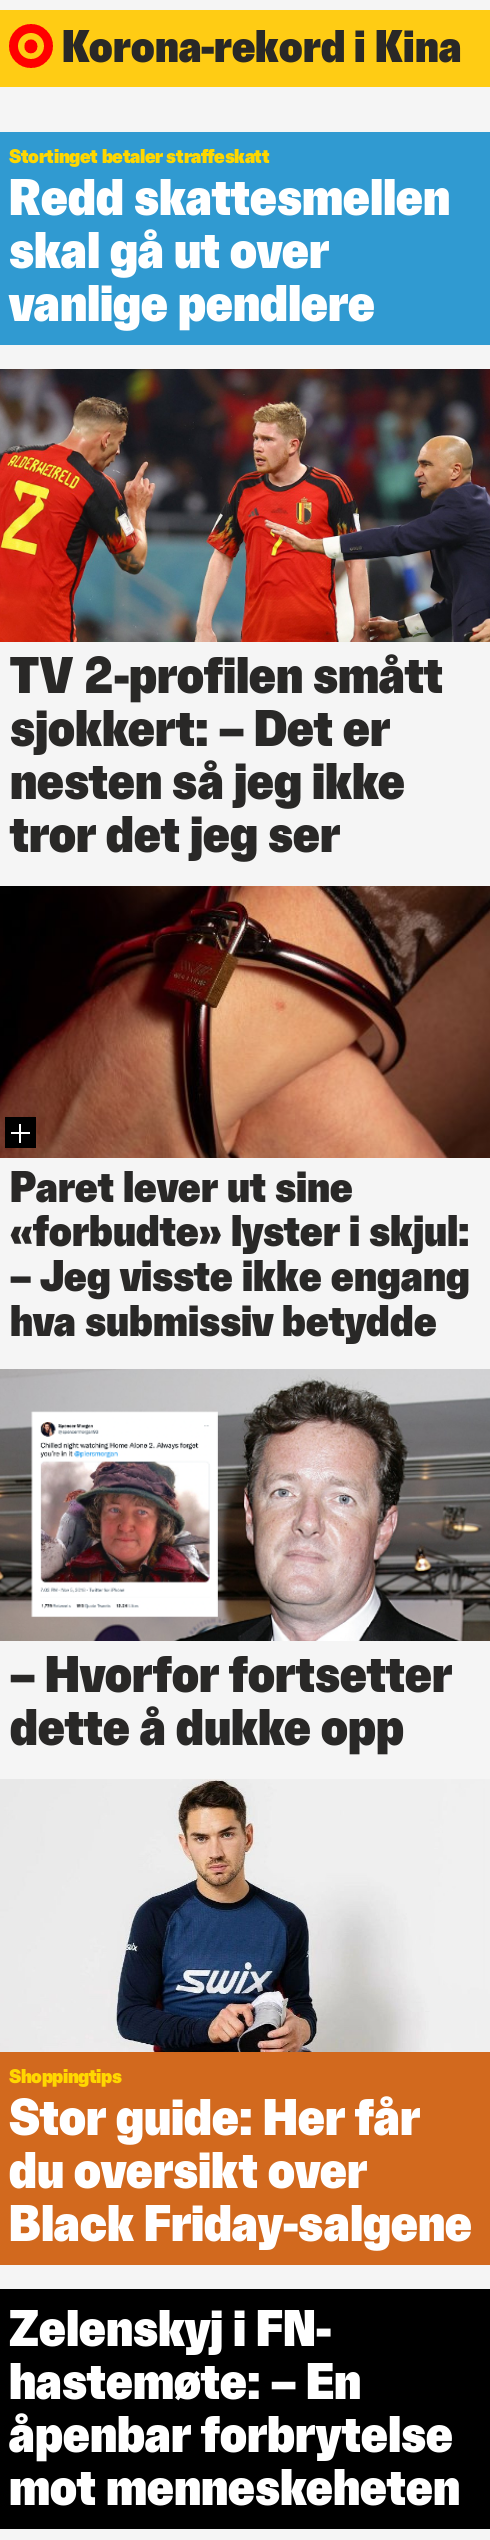 Korona-rekord i Kina
Stortinget betaler straffeskatt
Redd skattesmellen
skal gå ut over
vanlige pendlere
ALDERWEIRELD
2
7
TV 2-profilen smått
sjokkert: – Det er
nesten så jeg ikke
tror det jeg ser
Paret lever ut sine
«forbudte» lyster i skjul:
– Jeg visste ikke engang
hva submissiv betydde
Spencer Morgan
Chilled night watching Home Alone 2. Always forget
you're in it @piersmorgan
– Hvorfor fortsetter
dette å dukke opp
swix
Shoppingtips
Stor guide: Her får
du oversikt over
Black Friday-salgene
Zelenskyj i FN-
hastemøte: – En
åpenbar forbrytelse
mot menneskeheten